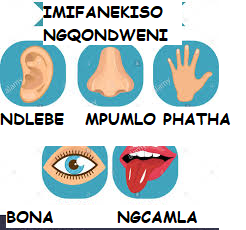 IMIFANEKISO
NGQONDWENI
NDLEBE MPUMLO PHATHA
BONA NGCAMLA